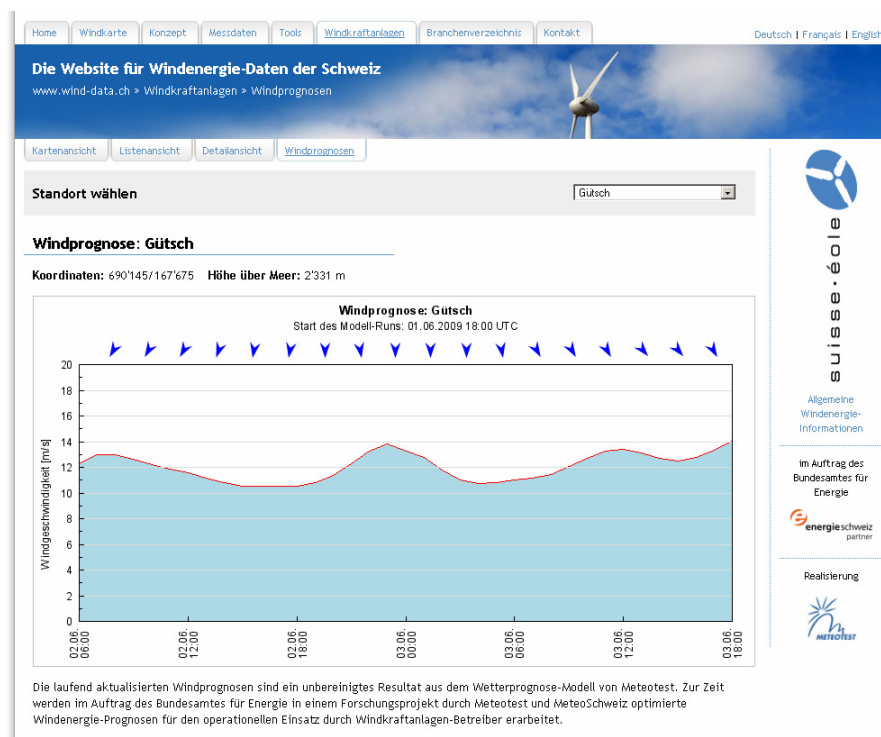 Home Windkarte Konzept Messdaten Tools Windkraftanlagen Branchenverzeichnis Kontakt
Deutsch | Français | English
Die Website für Windenergie-Daten der Schweiz
www.wind-data.ch » Windkraftanlagen » Windprognosen
Kartenansicht Listenansicht Detailansicht Windprognosen
Standort wählen
Gütsch
Windprognose: Gütsch
Koordinaten: 690'145/167'675 Höhe über Meer: 2'331 m
Windprognose: Gütsch
Start des Modell-Runs: 01.06.2009 18:00 UTC
Windgeschwindigkeit [m/s]
20
18
16
14
12
10
8
6
4
2
0
02.06. 06:00
02.06. 12:00
02.06. 18:00
03.06. 00:00
03.06. 06:00
03.06. 12:00
03.06. 18:00
Die laufend aktualisierten Windprognosen sind ein unbereinigtes Resultat aus dem Wetterprognose-Modell von Meteotest. Zur Zeit
werden im Auftrag des Bundesamtes für Energie in einem Forschungsprojekt durch Meteotest und MeteoSchweiz optimierte
Windenergie-Prognosen für den operationellen Einsatz durch Windkraftanlagen-Betreiber erarbeitet.
suisse·éole
Allgemeine
Windenergie-
Informationen
im Auftrag des
Bundesamtes für
Energie
energieschweiz
partner
Realisierung
METEOTEST